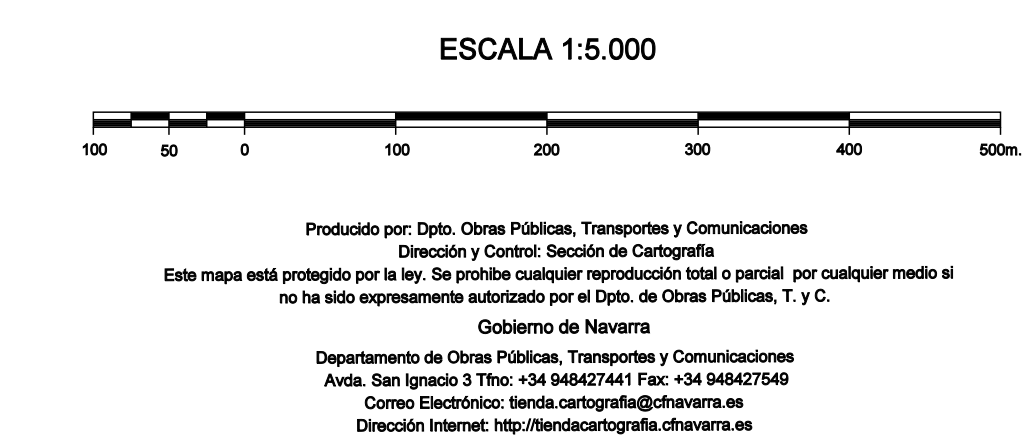 ESCALA 1:5.000
100 50 0 100 200 300 400 500m.
Producido por: Dpto. Obras Públicas, Transportes y Comunicaciones
Dirección y Control: Sección de Cartografía
Este mapa está protegido por la ley. Se prohibe cualquier reproducción total o parcial por cualquier medio si
no ha sido expresamente autorizado por el Dpto. de Obras Públicas, T. y C.
Gobierno de Navarra
Departamento de Obras Públicas, Transportes y Comunicaciones
Avda. San Ignacio 3 Tfno: +34 948427441 Fax: +34 948427549
Correo Electrónico: tienda.cartografia@cfnavarra.es
Dirección Internet: http://tiendacartografia.cfnavarra.es